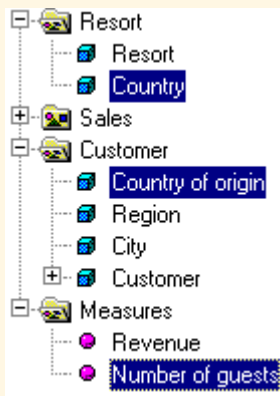 Resort
Resort
Country
Sales
Customer
Country of origin
Region
City
Customer
Measures
Revenue
Number of guests